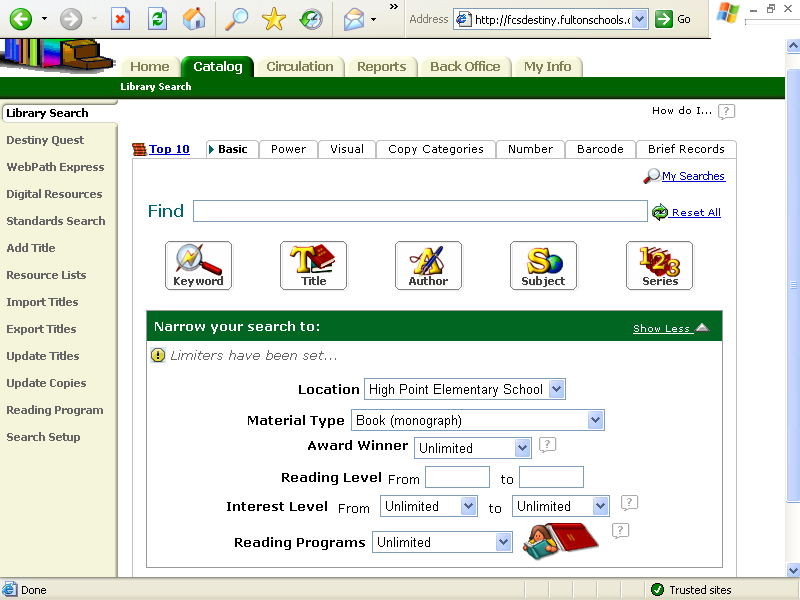 » Address http://fcsdestiny.fultonschools.c Go
Home Catalog Circulation Reports Back Office My Info
Library Search
Library Search
How do I... ?
Destiny Quest
WebPath Express
Digital Resources
Standards Search
Add Title
Resource Lists
Import Titles
Export Titles
Update Titles
Update Copies
Reading Program
Search Setup
Top 10 Basic Power Visual Copy Categories Number Barcode Brief Records
My Searches
Find Reset All
Keyword Title Author Subject Series
Narrow your search to: Show Less
! Limiters have been set...
Location High Point Elementary School
Material Type Book (monograph)
Award Winner Unlimited ?
Reading Level From to
Interest Level From Unlimited to Unlimited ?
Reading Programs Unlimited ?
Done Trusted sites